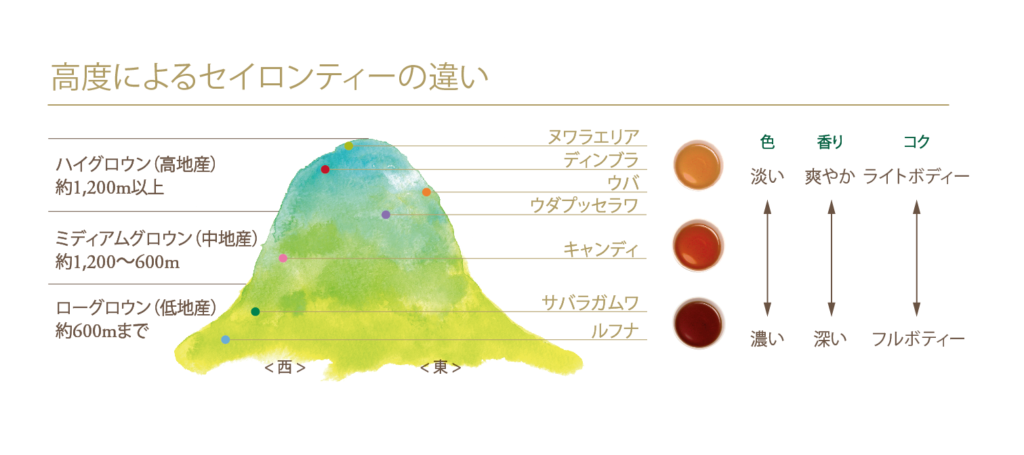 高度によるセイロンティーの違い
ハイグロウン（高地産）
約1,200m以上
ミディアムグロウン（中地産）
約1,200〜600m
ローグロウン（低地産）
約600mまで
ヌワラエリア
ディンブラ
ウバ
ウダプッセラワ
キャンディ
サバラガムワ
ルフナ
＜西＞
＜東＞
色 香り コク
淡い 爽やか ライトボディー
濃い 深い フルボティー